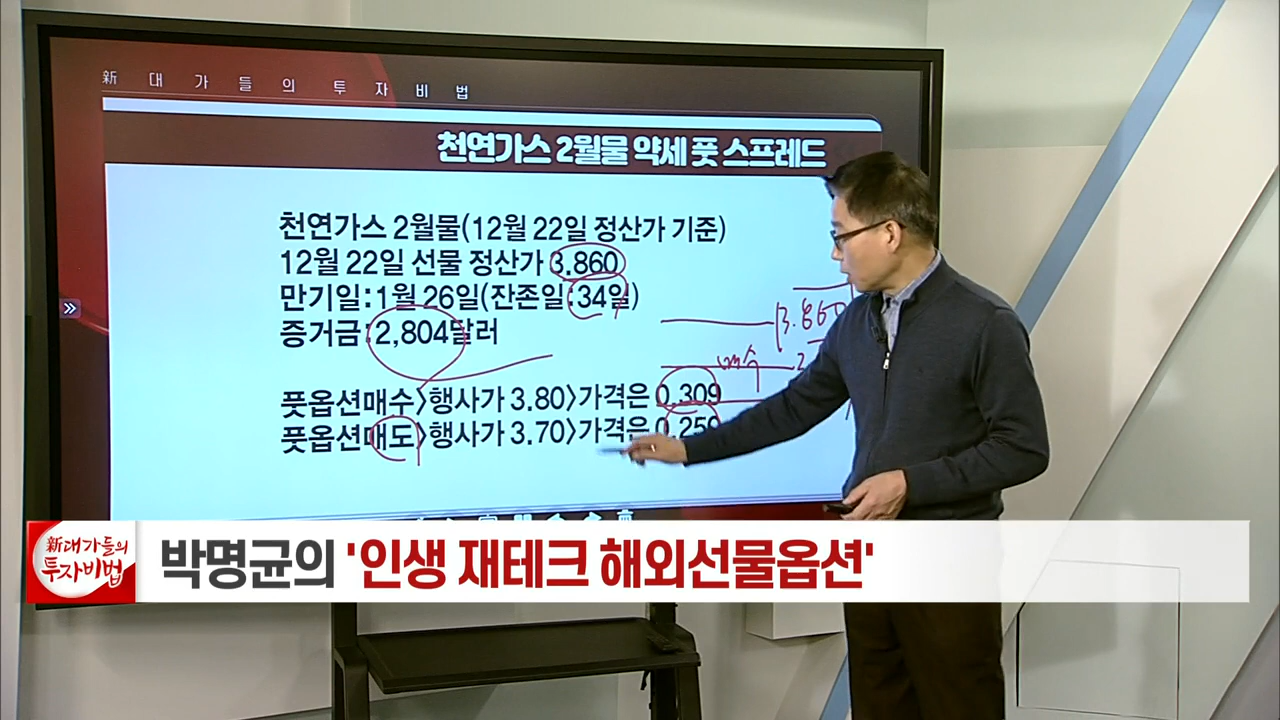 新 대 가 들 의 투 자 비 법
천연가스 2월물 약세 풋 스프레드
천연가스 2월물(12월 22일 정산가 기준)
12월 22일 선물 정산가 3.860
만기일:1월 26일(잔존일:34일)
증거금:2,804달러
3.860
매수
풋옵션매수>행사가 3.80>가격은 0.309
풋옵션매도>행사가 3.70>가격은 0.259
新대가들의
투자비법
박명균의 '인생 재테크 해외선물옵션'